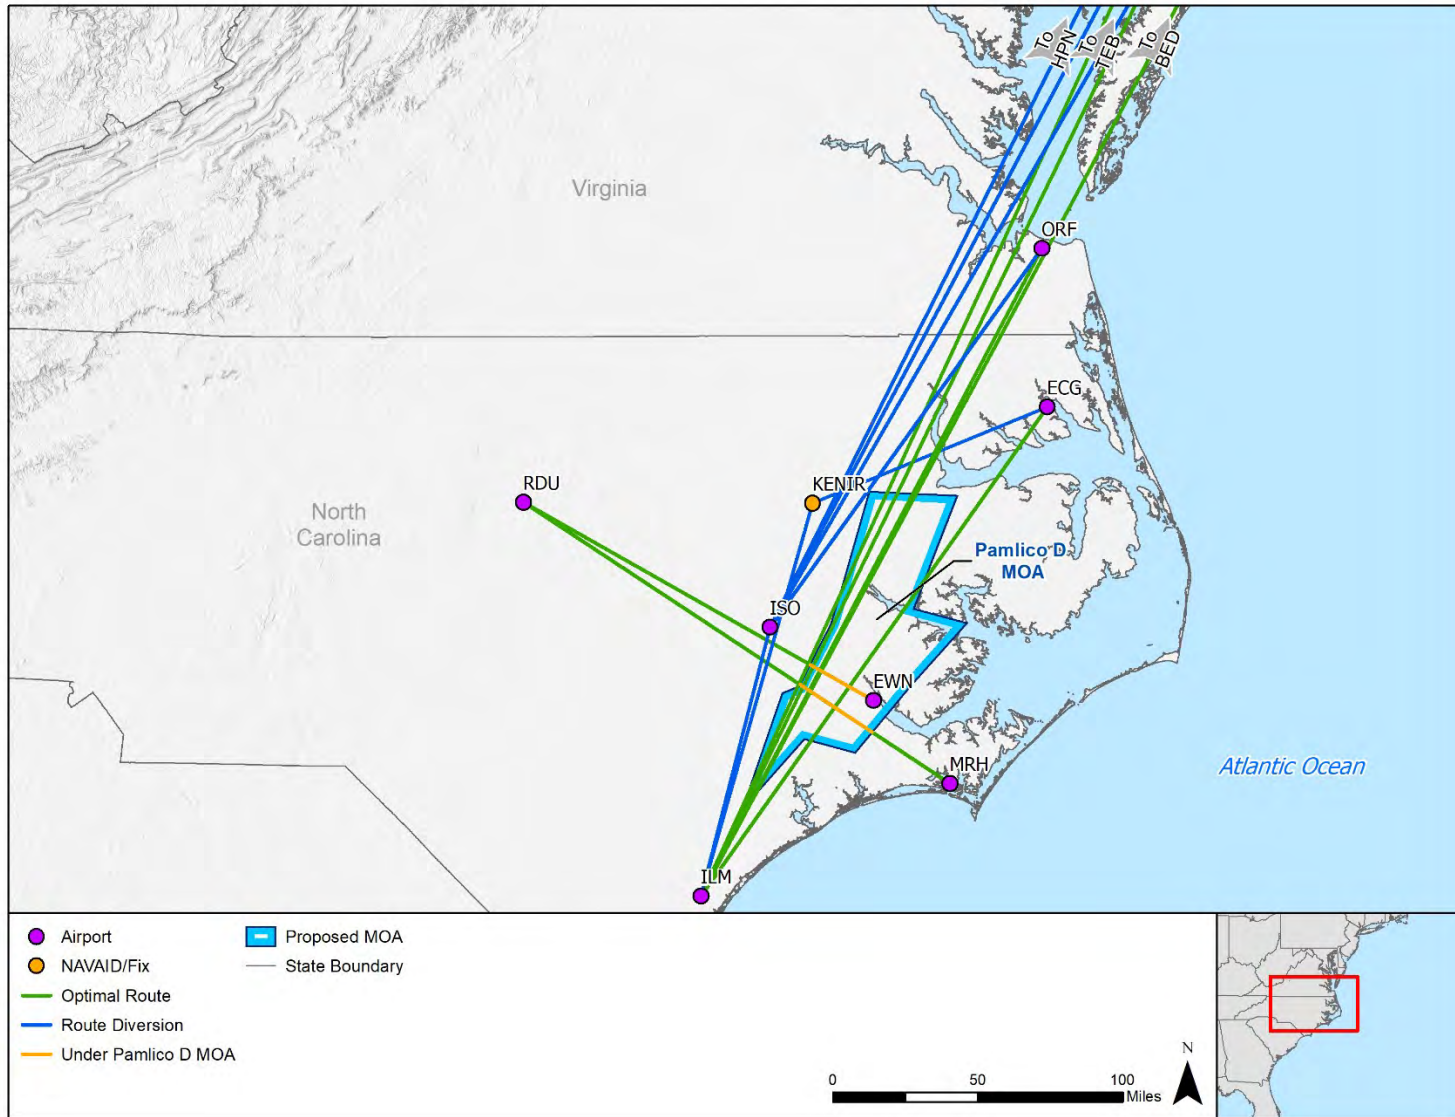 To
HPN
To
TEB
To
BED
Virginia
ORF
ECG
RDU
KENIR
North
Carolina
Pamlico D
MOA
ISO
EWN
MRH
Atlantic Ocean
ILM
Airport
NAVAID/Fix
Optimal Route
Route Diversion
Under Pamlico D MOA
Proposed MOA
State Boundary
N
0 50 100
Miles